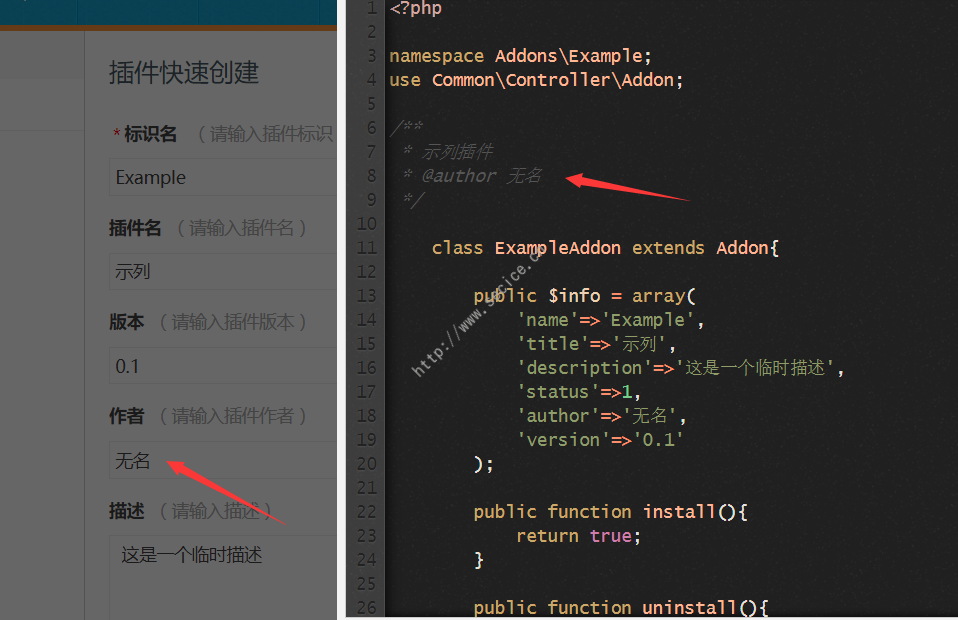 插件快速创建
*标识名 （请输入插件标识
Example
插件名 （请输入插件名）
示列
版本 （请输入插件版本）
0.1
作者 （请输入插件作者）
无名
描述 （请输入描述）
这是一个临时描述
1 <?php
2
3 namespace Addons\Example;
4 use Common\Controller\Addon;
5
6 /**
7 * 示列插件
8 * @author 无名
9 */
10
11 class ExampleAddon extends Addon{
12
13 public $info = array(
14 'name'=>'Example',
15 'title'=>'示列',
16 'description'=>'这是一个临时描述',
17 'status'=>1,
18 'author'=>'无名',
19 'version'=>'0.1'
20 );
21
22 public function install(){
23 return true;
24 }
25
26 public function uninstall(){